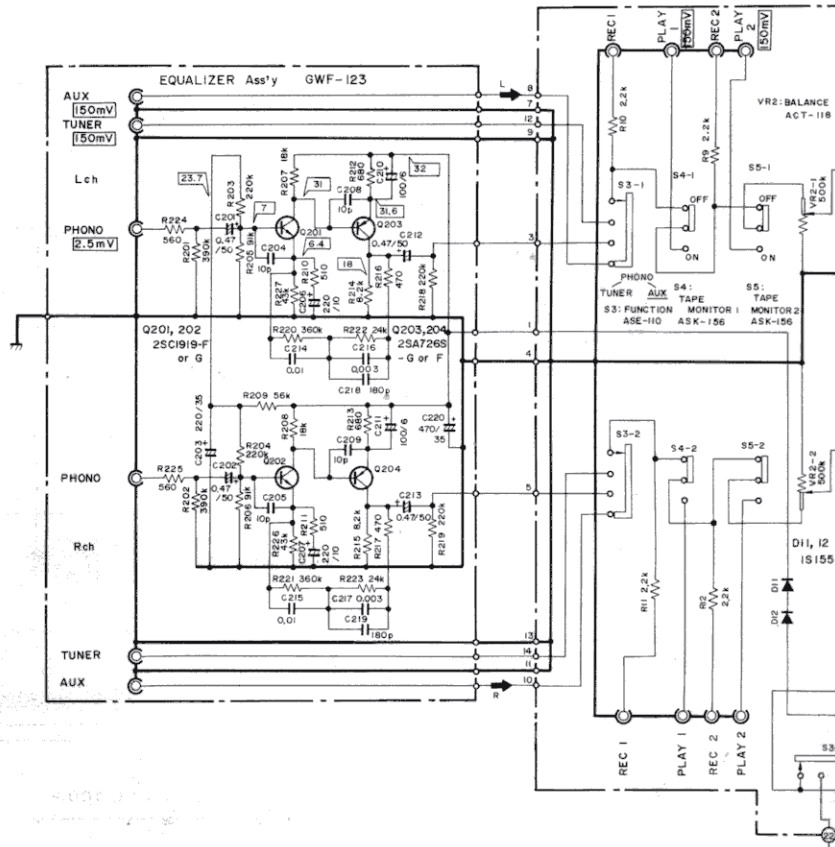 REC 1
PLAY 1
150mV
REC 2
PLAY 2
150mV
EQUALIZER Ass'y GWF-123
AUX
150mV
TUNER
150mV
L
8
7
12
9
R10 2.2k
R9 2.2k
VR2: BALANCE
ACT-118
Lch
23.7
R203
220k
R207 18k
31
R212
680
C210
100/6
32
C208
10p
31.6
S3-1
S4-1
OFF
ON
S5-1
OFF
ON
VR2-1
500k
PHONO
2.5mV
R224
560
R201
390k
C201
0.47
/50
7
R205 91k
C204
10p
Q201
6.4
Q203
0.47/50
C212
3
R227
43k
R210
510
C206
220
/10
18
R214
8.2k
R216
470
R218 220k
PHONO
TUNER
AUX
S3: FUNCTION
ASE-110
S4:
TAPE
MONITOR 1
ASK-156
S5:
TAPE
MONITOR 2
ASK-156
Q201, 202
2SC1919-F
or G
R220 360k
R222 24k
Q203, 204
2SA726S
-G or F
1
C214
0.01
C216
0.003
C218 180p
4
R209 56k
C203 220/35
R204
220k
R208
18k
R213
680
C211
100/6
C220
470/
35
C209
10p
S3-2
S4-2
S5-2
VR2-2
500k
PHONO
R225
560
R202
390k
C202
0.47
/50
R206 91k
C205
10p
Q202
Q204
C213
0.47/50
5
Rch
R226
43k
R211
510
C207
220
/10
R215 8.2k
R217 470
R219 220k
D11, 12
1S155
R221 360k
R223 24k
C215
0.01
C217 0.003
C219
180p
R11 2.2k
R12
2.2k
D11
D12
TUNER
AUX
13
14
11
10
R
REC 1
PLAY 1
REC 2
PLAY 2
S3
22